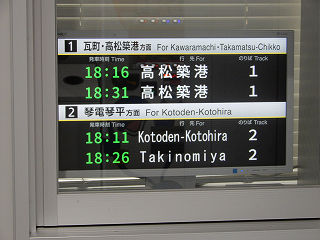 1 瓦町・高松築港方面 For Kawaramachi・Takamatsu-Chikko
発車時刻 Time 行先 For のりば Track
18:16 高松築港 1
18:31 高松築港 1
2 琴電琴平方面 For Kotoden-Kotohira
発車時刻 Time 行先 For のりば Track
18:11 Kotoden-Kotohira 2
18:26 Takinomiya 2